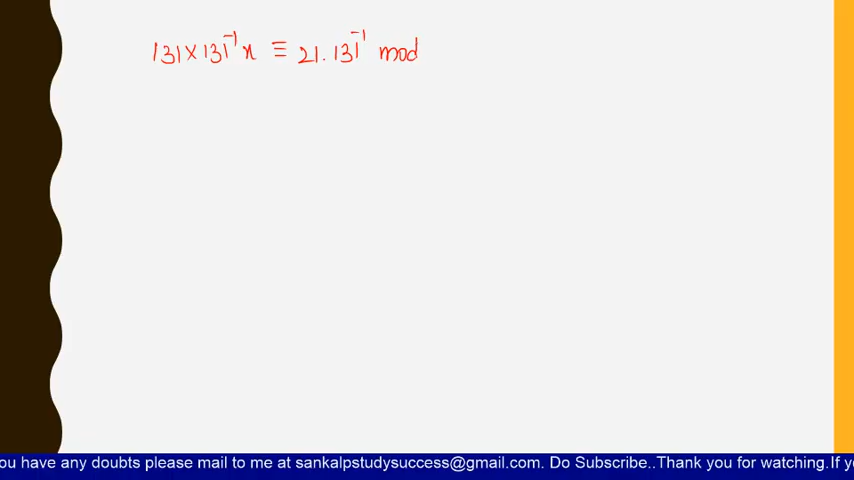 131×131⁻¹x ≡ 21.131⁻¹ mod
ou have any doubts please mail to me at sankalpstudysuccess@gmail.com. Do Subscribe..Thank you for watching.If yo